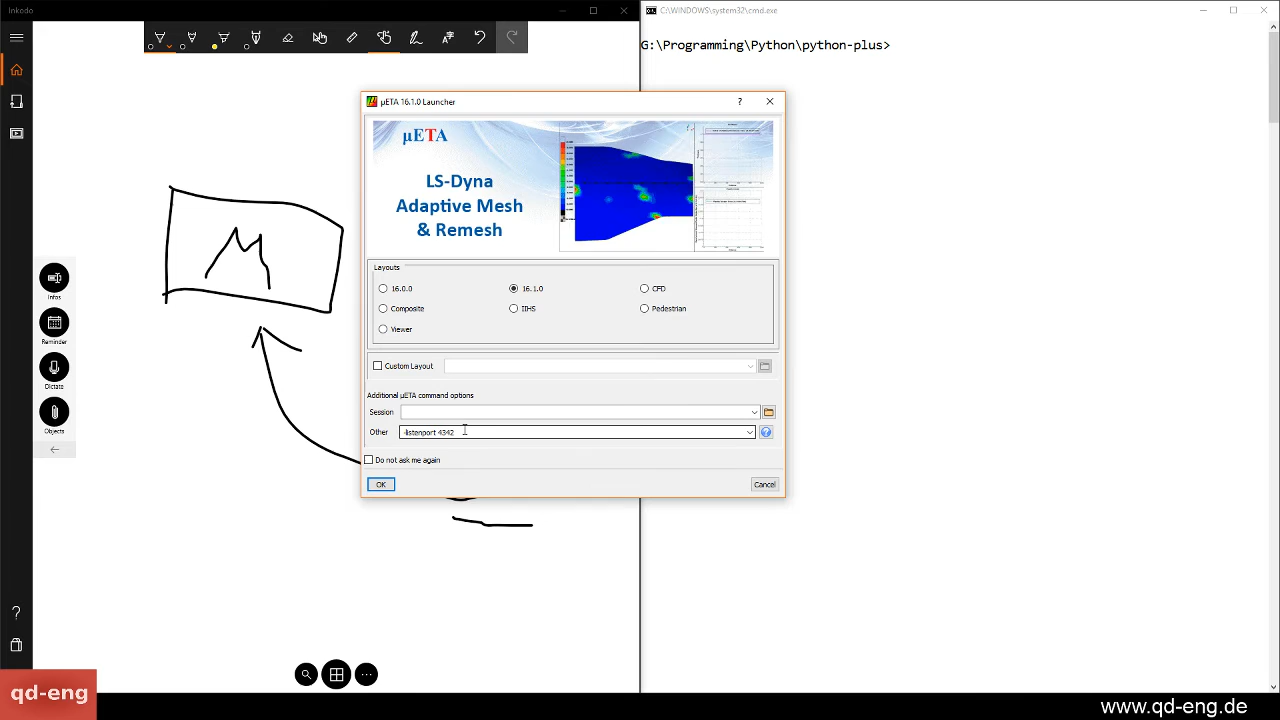 Inkodo
C:\WINDOWS\system32\cmd.exe
G:\Programming\Python\python-plus>
µETA 16.1.0 Launcher
?
µETA
LS-Dyna
Adaptive Mesh
& Remesh
Layouts
16.0.0
16.1.0
CFD
Composite
IIHS
Pedestrian
Viewer
Custom Layout
Additional µETA command options
Session
Other
-listenport 4342
Do not ask me again
OK
Cancel
M
Infos
Reminder
Dictate
Objects
?
qd-eng
www.qd-eng.de